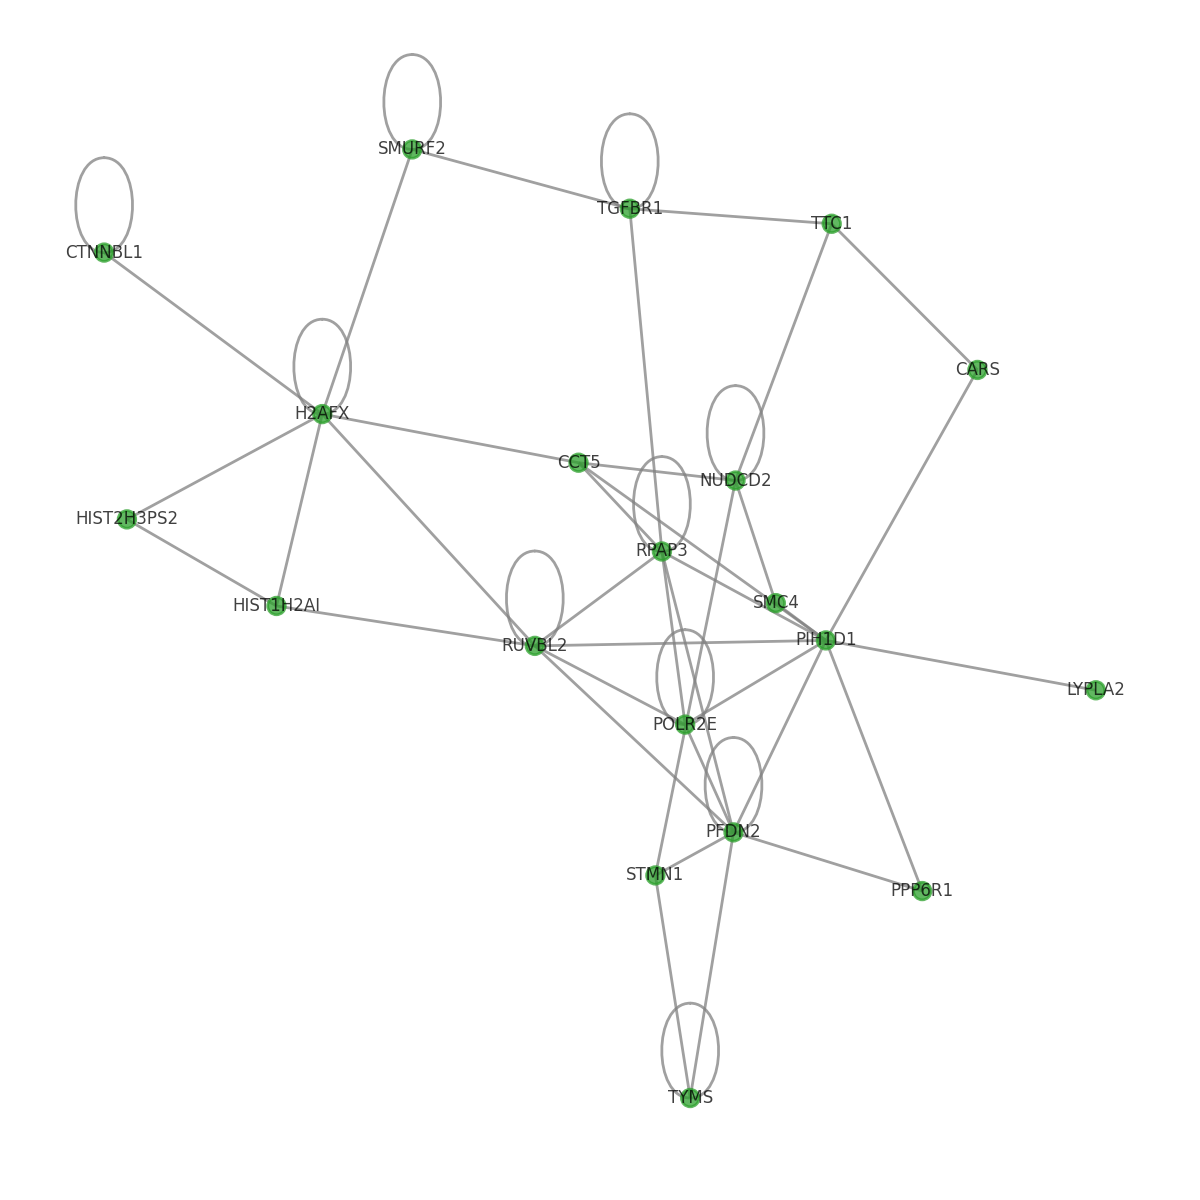 SMURF2
TGFBR1
TTC1
CTNNBL1
CARS
H2AFX
CCT5
NUDCD2
HIST2H3PS2
RPAP3
SMC4
HIST1H2AI
PIH1D1
RUVBL2
LYPLA2
POLR2E
PFDN2
STMN1
PPP6R1
TYMS